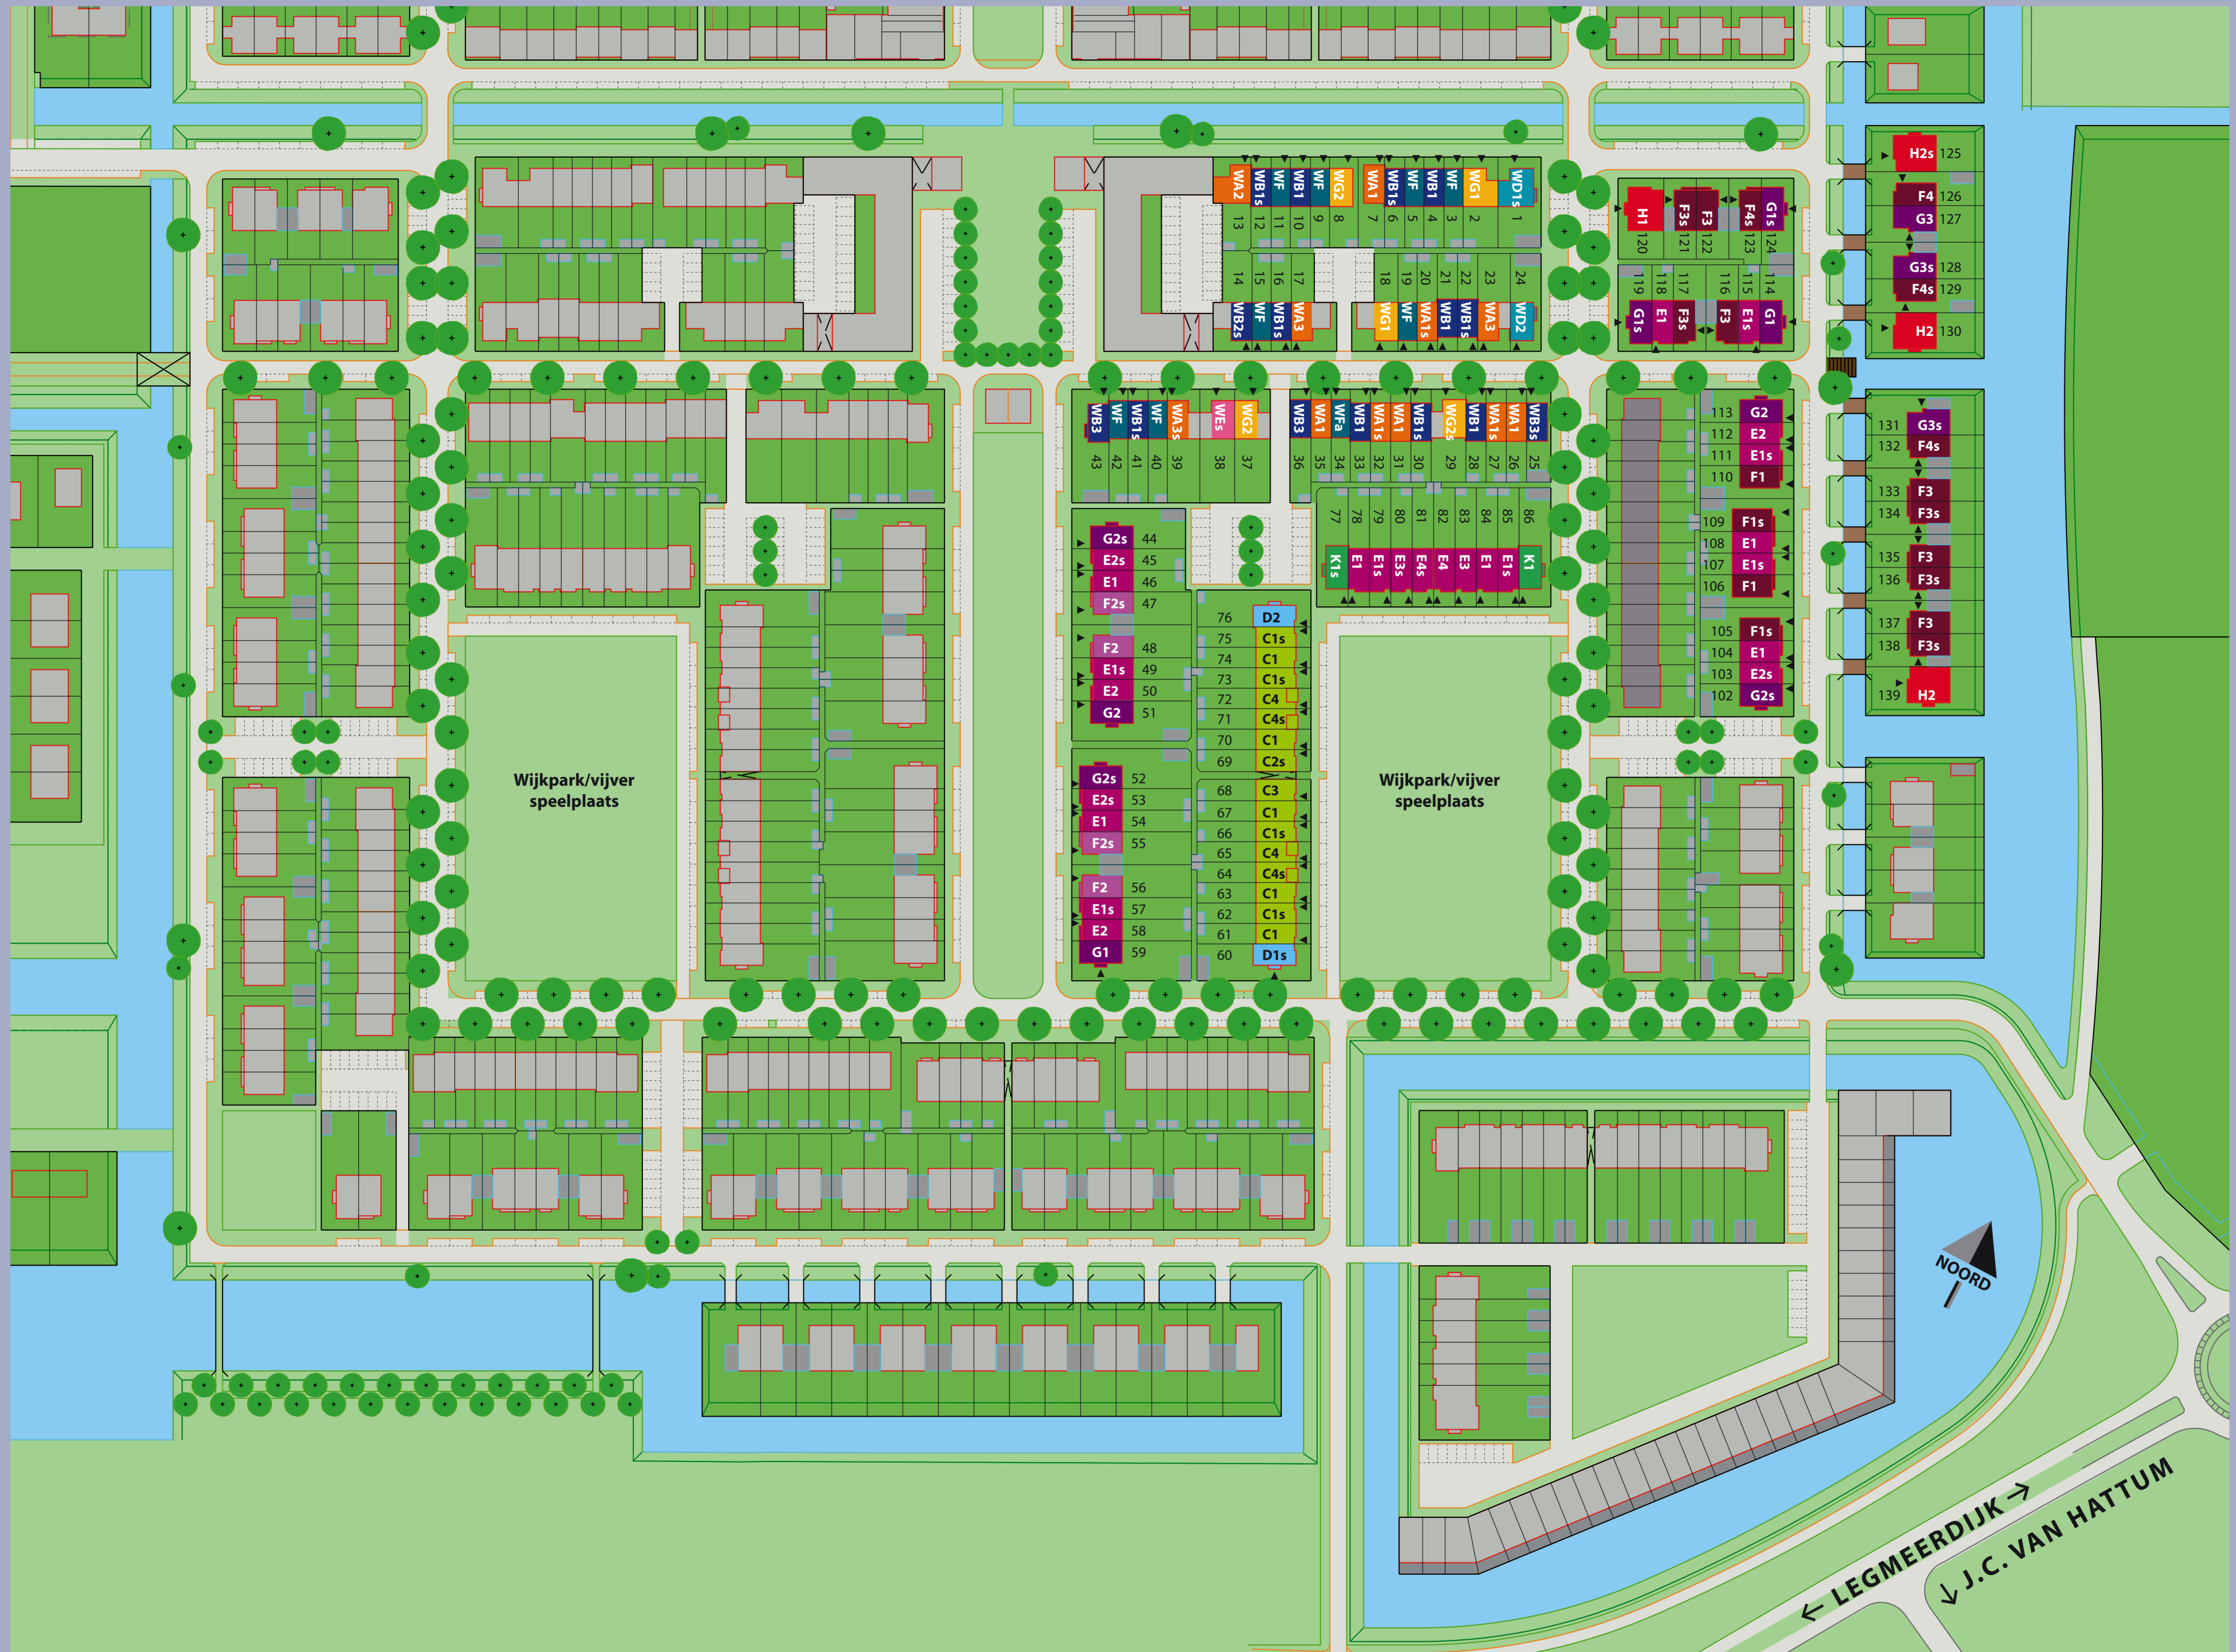 WA2 WB1s WF WB1 WF WG2 WA1 WB1s WF WB1 WF WG1 WD1s
13 12 11 10 9 8 7 6 5 4 3 2 1
14 15 16 17 18 19 20 21 22 23 24
WB2s WF WB1s WA3 WG1 WF WA1s WB1 WB1s WA3 WD2
H1 F3s F3 F4s G1s
120 121 122 123 124
119 118 117 116 115 114
G1s E1 F3s F3 E1s G1
H2s 125
F4 126
G3 127
G3s 128
F4s 129
H2 130
WB3 WF WB1s WF WA3s WEs WG2
43 42 41 40 39 38 37
WB3 WA1 WFa WB1 WA1s WA1 WB1s WG2s WB1 WA1s WA1 WB3s
36 35 34 33 32 31 30 29 28 27 26 25
77 78 79 80 81 82 83 84 85 86
K1s E1 E1s E3s E4s E4 E3 E1 E1s K1
G2s 44
E2s 45
E1 46
F2s 47
F2 48
E1s 49
E2 50
G2 51
G2s 52
E2s 53
E1 54
F2s 55
F2 56
E1s 57
E2 58
G1 59
76 D2
75 C1s
74 C1
73 C1s
72 C4
71 C4s
70 C1
69 C2s
68 C3
67 C1
66 C1s
65 C4
64 C4s
63 C1
62 C1s
61 C1
60 D1s
113 G2
112 E2
111 E1s
110 F1
109 F1s
108 E1
107 E1s
106 F1
105 F1s
104 E1
103 E2s
102 G2s
131 G3s
132 F4s
133 F3
134 F3s
135 F3
136 F3s
137 F3
138 F3s
139 H2
Wijkpark/vijver
speelplaats
Wijkpark/vijver
speelplaats
NOORD
← LEGMEERDIJK →
↓ J.C. VAN HATTUM